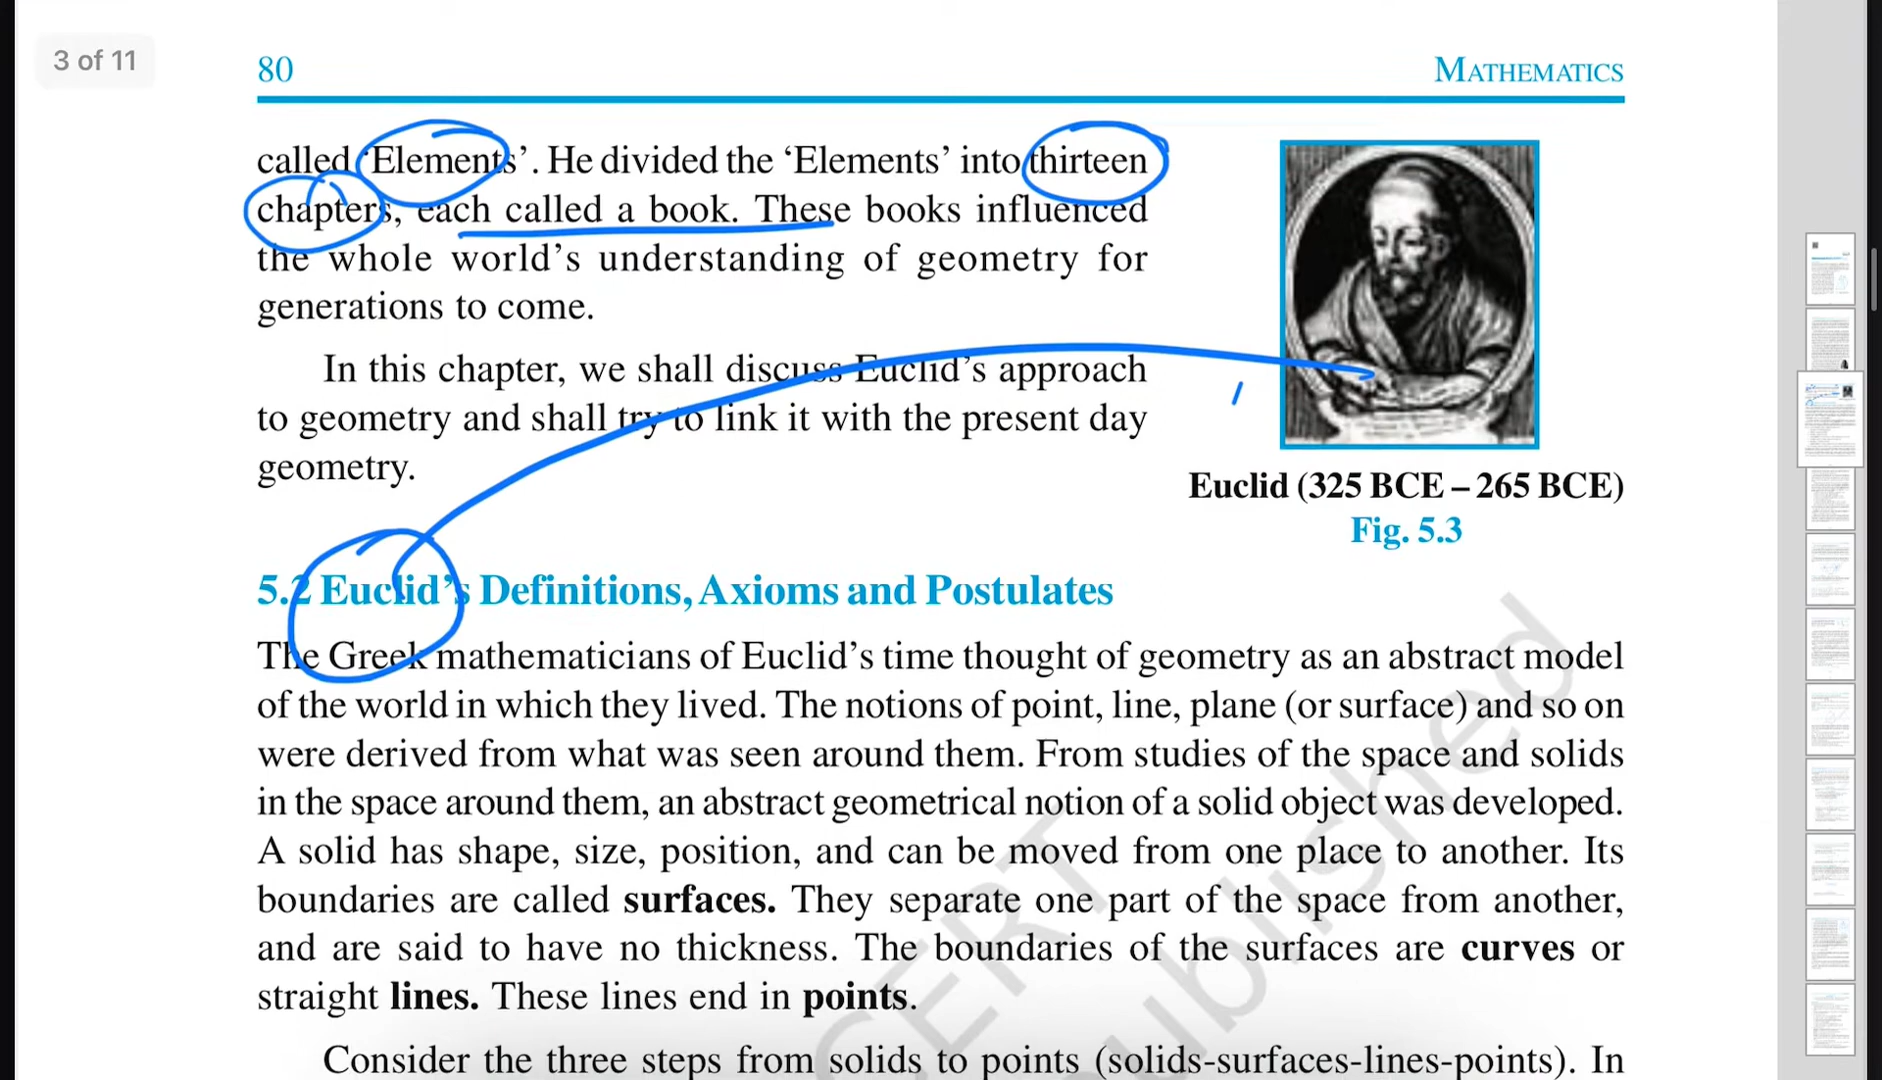 3 of 11
80
MATHEMATICS
called ‘Elements’. He divided the ‘Elements’ into thirteen
chapters, each called a book. These books influenced
the whole world’s understanding of geometry for
generations to come.
In this chapter, we shall discuss Euclid’s approach
to geometry and shall try to link it with the present day
geometry.
Euclid (325 BCE – 265 BCE)
Fig. 5.3
5.2 Euclid’s Definitions, Axioms and Postulates
The Greek mathematicians of Euclid’s time thought of geometry as an abstract model
of the world in which they lived. The notions of point, line, plane (or surface) and so on
were derived from what was seen around them. From studies of the space and solids
in the space around them, an abstract geometrical notion of a solid object was developed.
A solid has shape, size, position, and can be moved from one place to another. Its
boundaries are called surfaces. They separate one part of the space from another,
and are said to have no thickness. The boundaries of the surfaces are curves or
straight lines. These lines end in points.
Consider the three steps from solids to points (solids-surfaces-lines-points). In